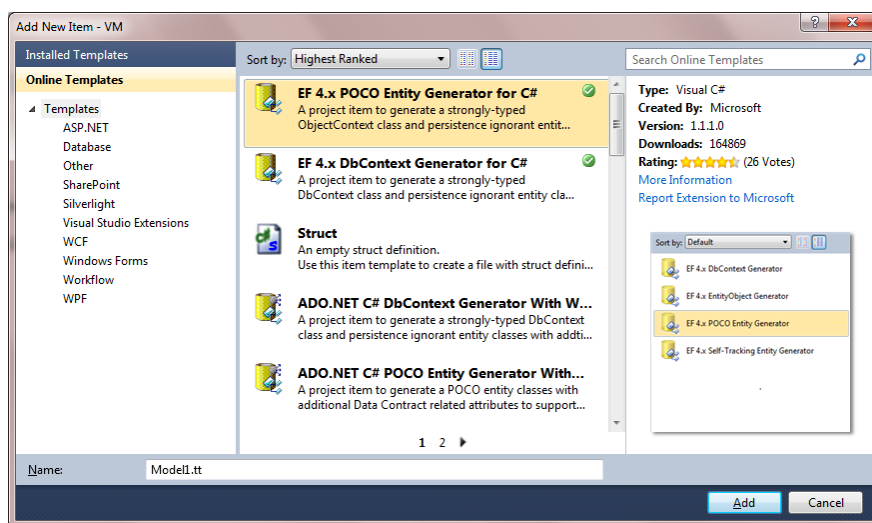 Add New Item - VM
Installed Templates
Online Templates
Templates
ASP.NET
Database
Other
SharePoint
Silverlight
Visual Studio Extensions
WCF
Windows Forms
Workflow
WPF
Sort by: Highest Ranked
EF 4.x POCO Entity Generator for C#
A project item to generate a strongly-typed
ObjectContext class and persistence ignorant entit...
EF 4.x DbContext Generator for C#
A project item to generate a strongly-typed
DbContext class and persistence ignorant entity cla...
Struct
An empty struct definition.
Use this item template to create a file with struct defini...
ADO.NET C# DbContext Generator With W...
A project item to generate a strongly-typed DbContext
class and persistence ignorant entity classes with addti...
ADO.NET C# POCO Entity Generator With...
A project item to generate a POCO entity classes with
additional Data Contract related attributes to support...
1 2
Search Online Templates
Type: Visual C#
Created By: Microsoft
Version: 1.1.1.0
Downloads: 164869
Rating: (26 Votes)
More Information
Report Extension to Microsoft
Sort by: Default
EF 4.x DbContext Generator
EF 4.x EntityObject Generator
EF 4.x POCO Entity Generator
EF 4.x Self-Tracking Entity Generator
Name: Model1.tt
Add Cancel